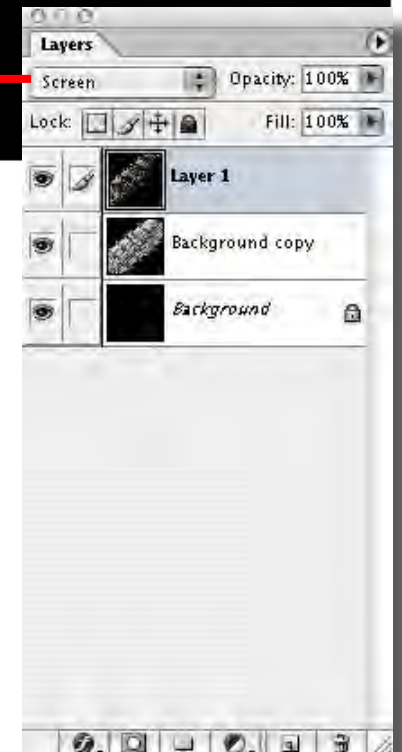 Layers
Screen Opacity: 100%
Lock: Fill: 100%
Layer 1
Background copy
Background